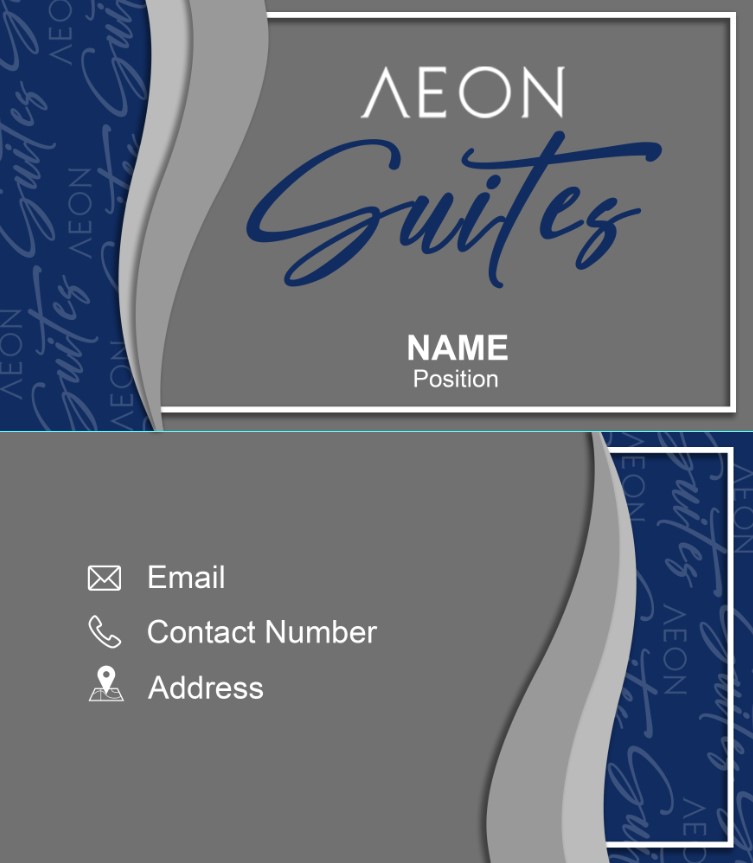 AEON
Suites
NAME
Position
Email
Contact Number
Address